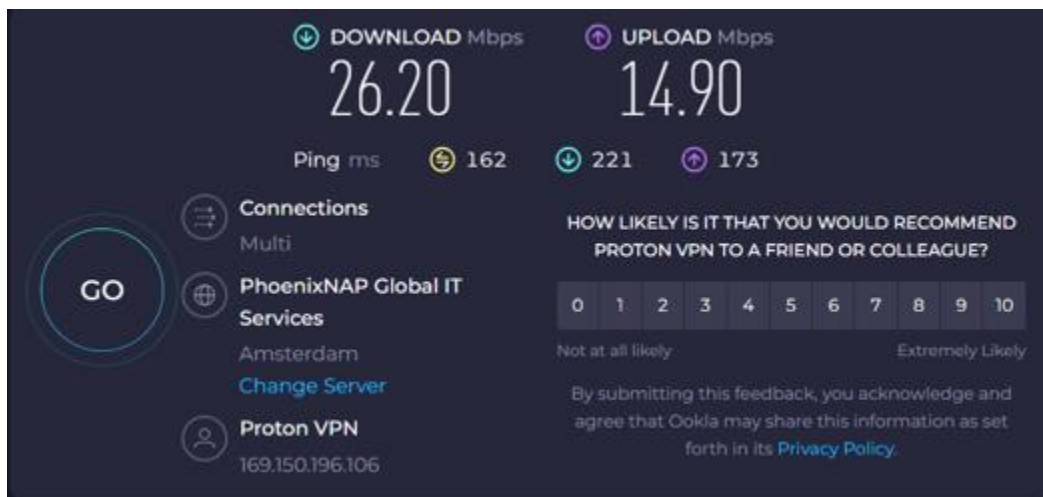 DOWNLOAD Mbps
UPLOAD Mbps
26.20
14.90
Ping ms 162 221 173
GO
Connections
Multi
PhoenixNAP Global IT
Services
Amsterdam
Change Server
Proton VPN
169.150.196.106
HOW LIKELY IS IT THAT YOU WOULD RECOMMEND
PROTON VPN TO A FRIEND OR COLLEAGUE?
0 1 2 3 4 5 6 7 8 9 10
Not at all likely Extremely Likely
By submitting this feedback, you acknowledge and
agree that Ookla may share this information as set
forth in its Privacy Policy.